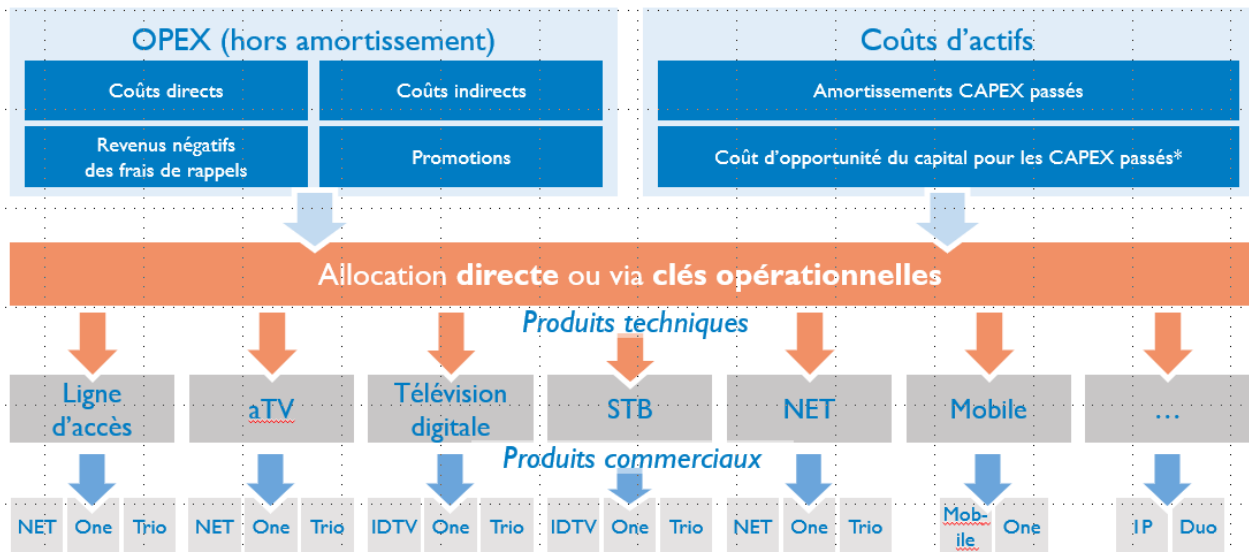 OPEX (hors amortissement)
Coûts d'actifs
Coûts directs
Coûts indirects
Amortissements CAPEX passés
Revenus négatifs
des frais de rappels
Promotions
Coût d'opportunité du capital pour les CAPEX passés*
Allocation directe ou via clés opérationnelles
Produits techniques
Ligne
d'accès
aTV
Télévision
digitale
STB
NET
Mobile
...
Produits commerciaux
NET One Trio
NET One Trio
IDTV One Trio
IDTV One Trio
NET One Trio
Mob-
ile
One
1P Duo